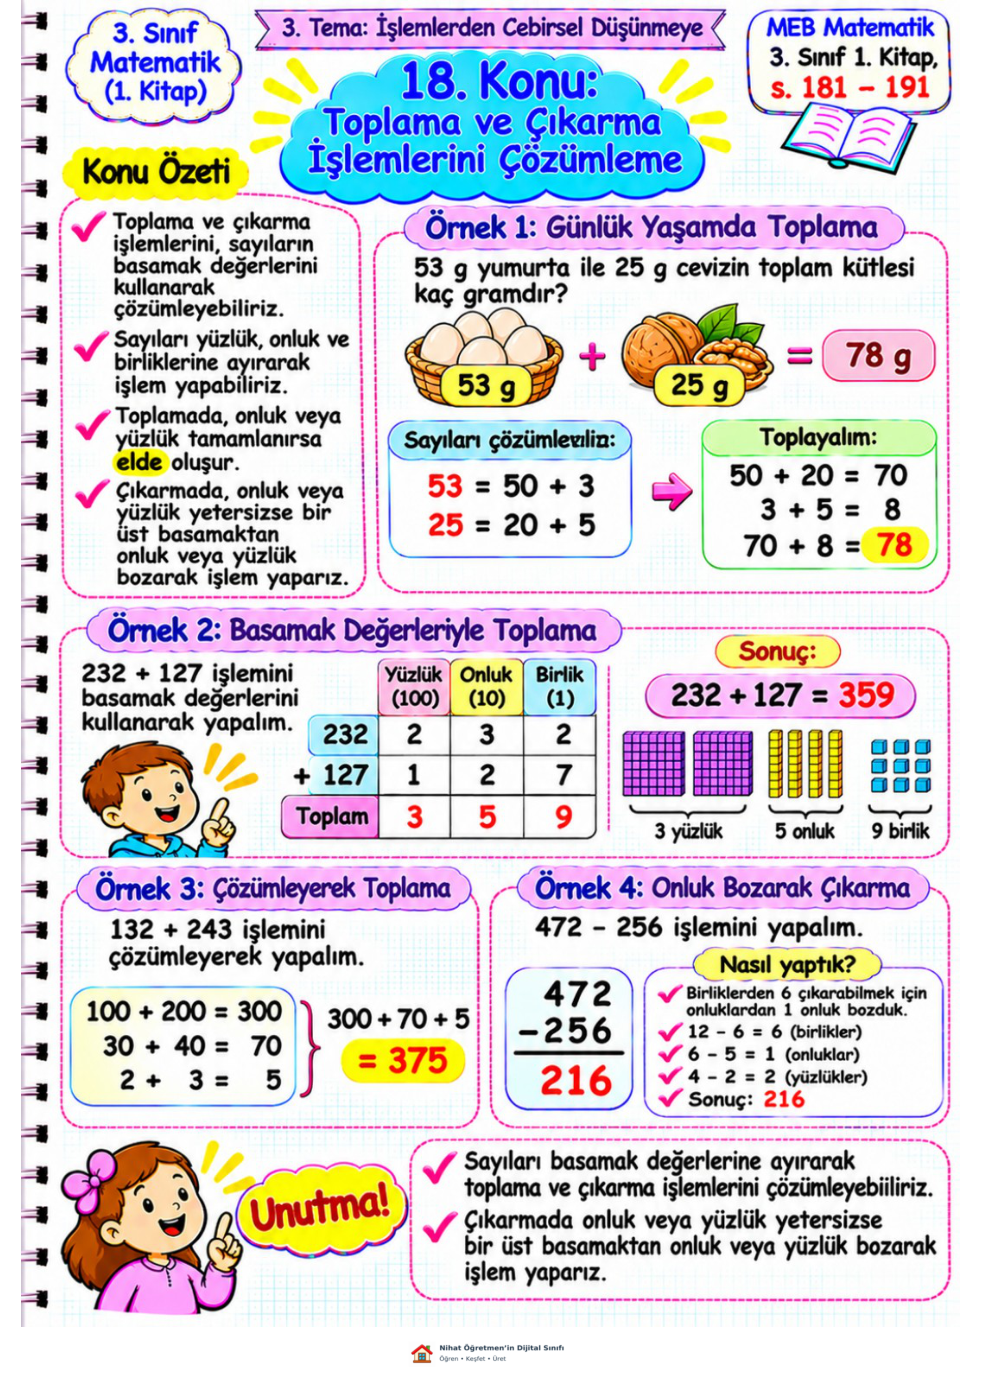 3. Sınıf
Matematik
(1. Kitap)
3. Tema: İşlemlerden Cebirsel Düşünmeye
18. Konu:
Toplama ve Çıkarma
İşlemlerini Çözümleme
MEB Matematik
3. Sınıf 1. Kitap,
s. 181 – 191
Konu Özeti
Toplama ve çıkarma
işlemlerini, sayıların
basamak değerlerini
kullanarak
çözümleyebiliriz.
Sayıları yüzlük, onluk ve
birliklerine ayırarak
işlem yapabiliriz.
Toplamada, onluk veya
yüzlük tamamlanırsa
elde oluşur.
Çıkarmada, onluk veya
yüzlük yetersizse bir
üst basamaktan
onluk veya yüzlük
bozarak işlem yaparız.
Örnek 1: Günlük Yaşamda Toplama
53 g yumurta ile 25 g cevizin toplam kütlesi
kaç gramdır?
53 g + 25 g = 78 g
Sayıları
53 = 50 + 3
25 = 20 + 5
Toplayalım:
50 + 20 = 70
3 + 5 = 8
70 + 8 = 78
Örnek 2: Basamak Değerleriyle Toplama
232 + 127 işlemini
basamak değerlerini
kullanarak yapalım.
Yüzlük (100) Onluk (10) Birlik (1)
232 2 3 2
+ 127 1 2 7
Toplam 3 5 9
Sonuç:
232 + 127 = 359
3 yüzlük 5 onluk 9 birlik
Örnek 3: Çözümleyerek Toplama
132 + 243 işlemini
çözümleyerek yapalım.
100 + 200 = 300
30 + 40 = 70
2 + 3 = 5
300 + 70 + 5
= 375
Örnek 4: Onluk Bozarak Çıkarma
472 - 256 işlemini yapalım.
472
-256
216
Nasıl yaptık?
Birliklerden 6 çıkarabilmek için
onluklardan 1 onluk bozduk.
12 - 6 = 6 (birlikler)
6 - 5 = 1 (onluklar)
4 - 2 = 2 (yüzlükler)
Sonuç: 216
Unutma!
Sayıları basamak değerlerine ayırarak
toplama ve çıkarma işlemlerini çözümleyebiiliriz.
Çıkarmada onluk veya yüzlük yetersizse
bir üst basamaktan onluk veya yüzlük bozarak
işlem yaparız.
Nihat Öğretmen'in Dijital Sınıfı
Öğren • Keşfet • Üret